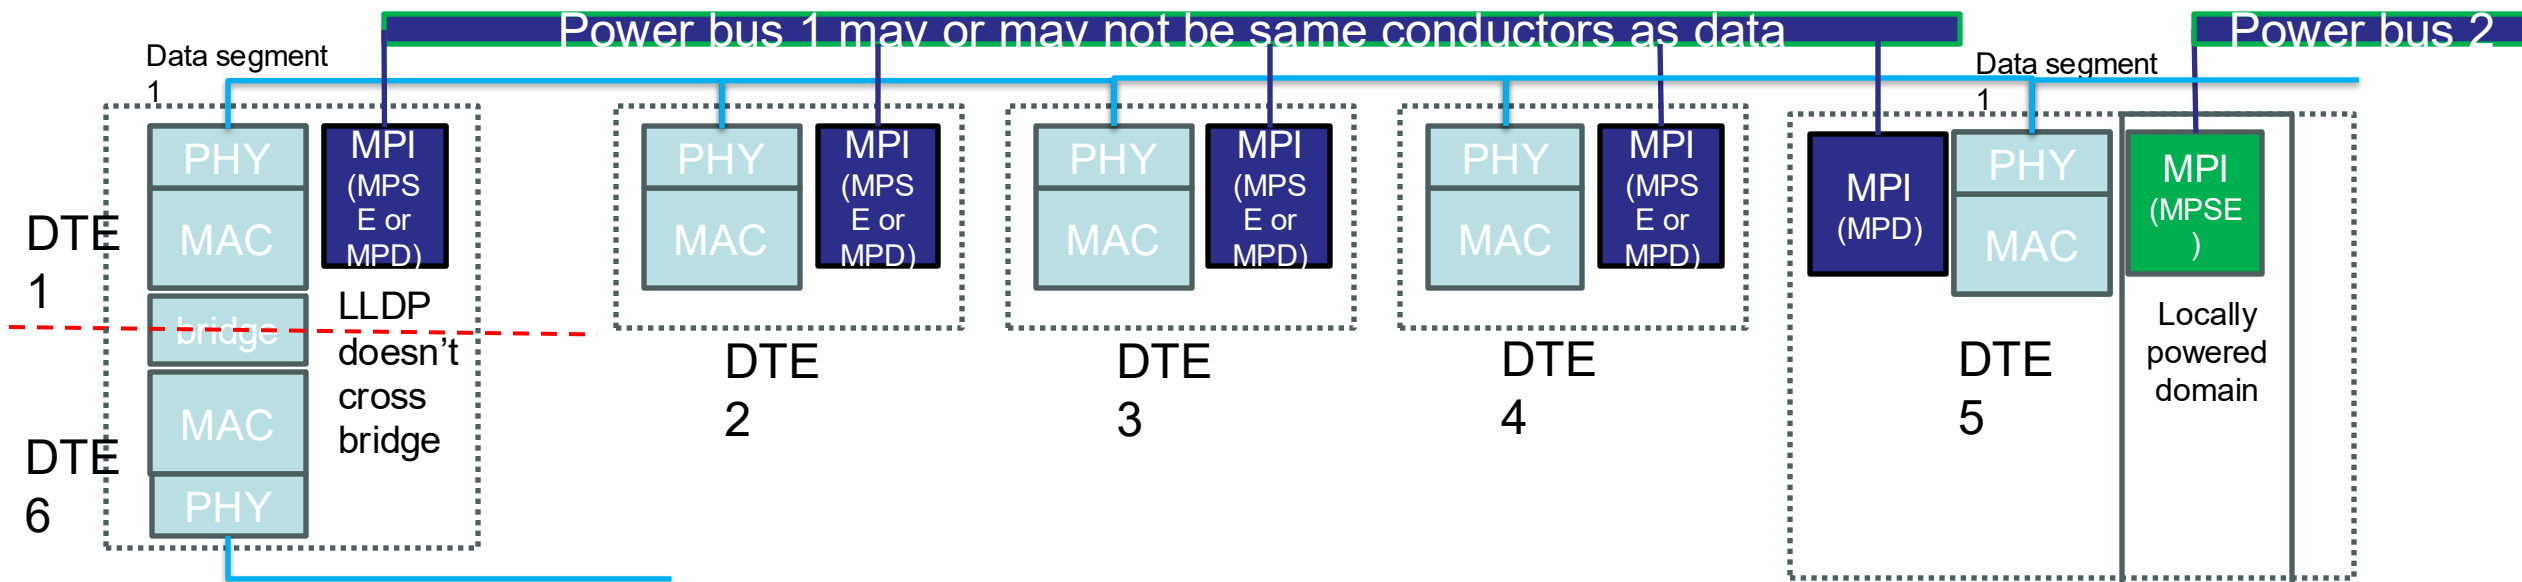 Power bus 1 may or may not be same conductors as data
Power bus 2
Data segment
1
Data segment
1
PHY
MAC
bridge
MAC
PHY
MPI
(MPS
E or
MPD)
DTE
1
LLDP
doesn't
cross
bridge
DTE
6
PHY
MAC
MPI
(MPS
E or
MPD)
DTE
2
PHY
MAC
MPI
(MPS
E or
MPD)
DTE
3
PHY
MAC
MPI
(MPS
E or
MPD)
DTE
4
MPI
(MPD)
PHY
MAC
DTE
5
MPI
(MPSE
)
Locally
powered
domain